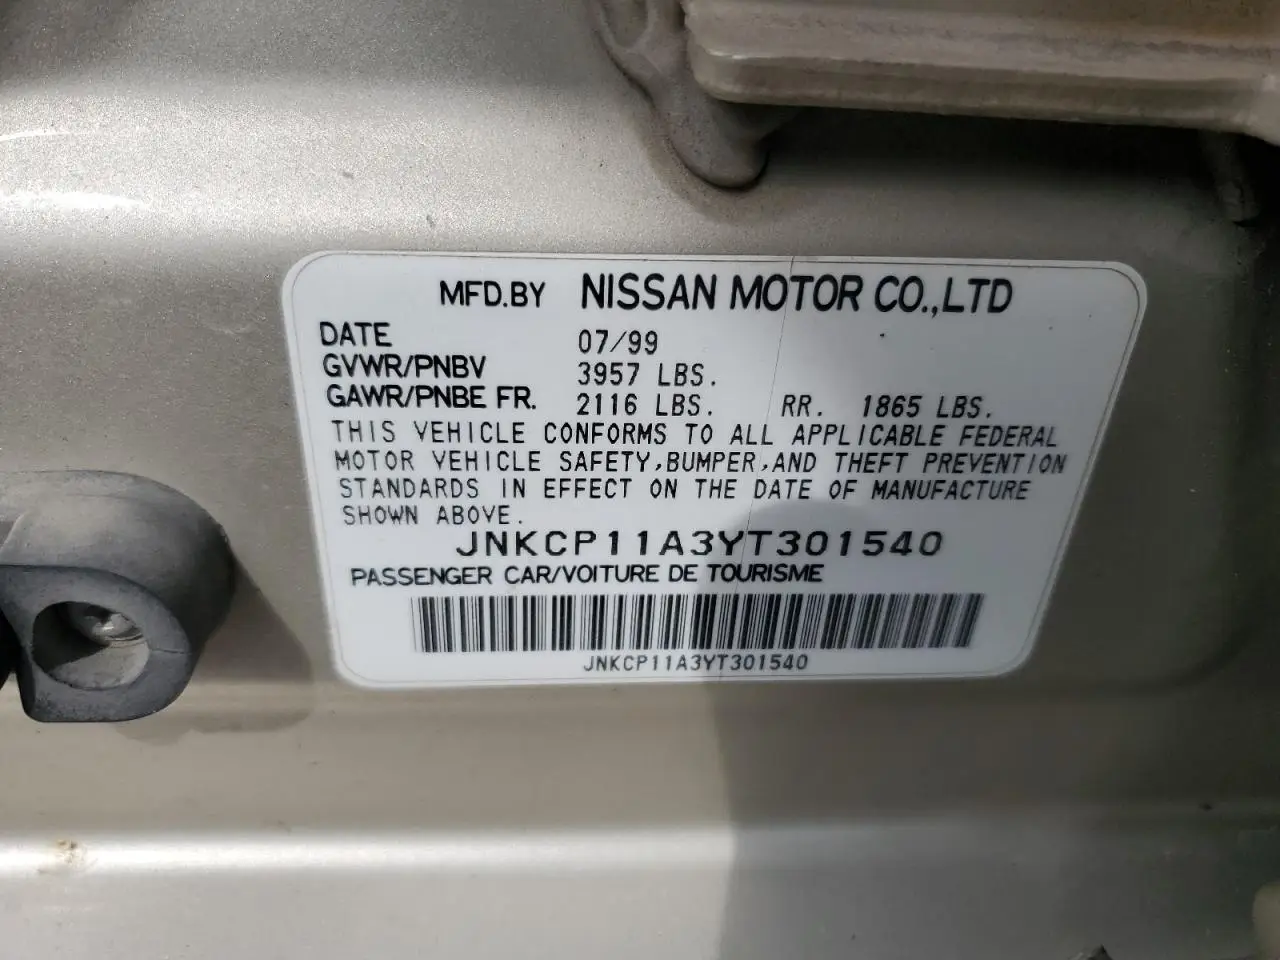 MFD.BY NISSAN MOTOR CO.,LTD
DATE 07/99
GVWR/PNBV 3957 LBS.
GAWR/PNBE FR. 2116 LBS. RR. 1865 LBS.
THIS VEHICLE CONFORMS TO ALL APPLICABLE FEDERAL
MOTOR VEHICLE SAFETY,BUMPER,AND THEFT PREVENTION
STANDARDS IN EFFECT ON THE DATE OF MANUFACTURE
SHOWN ABOVE.
JNKCP11A3YT301540
PASSENGER CAR/VOITURE DE TOURISME
JNKCP11A3YT301540